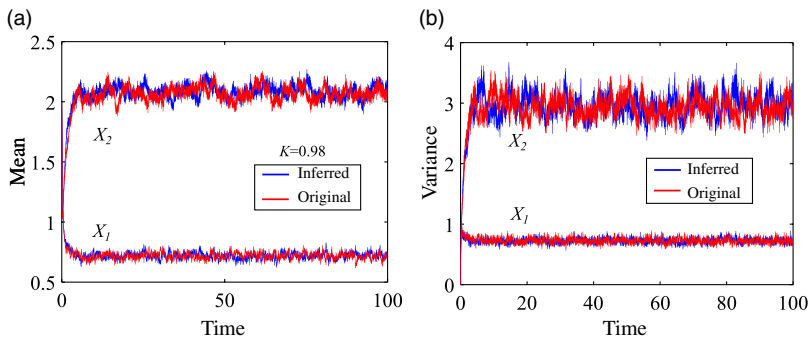 (a)
Mean
2.5
2
1.5
1
0.5
X₂
K=0.98
Inferred
Original
X₁
0
50
100
Time
(b)
Variance
4
3
2
1
0
X₂
Inferred
Original
X₁
0
20
40
60
80
100
Time